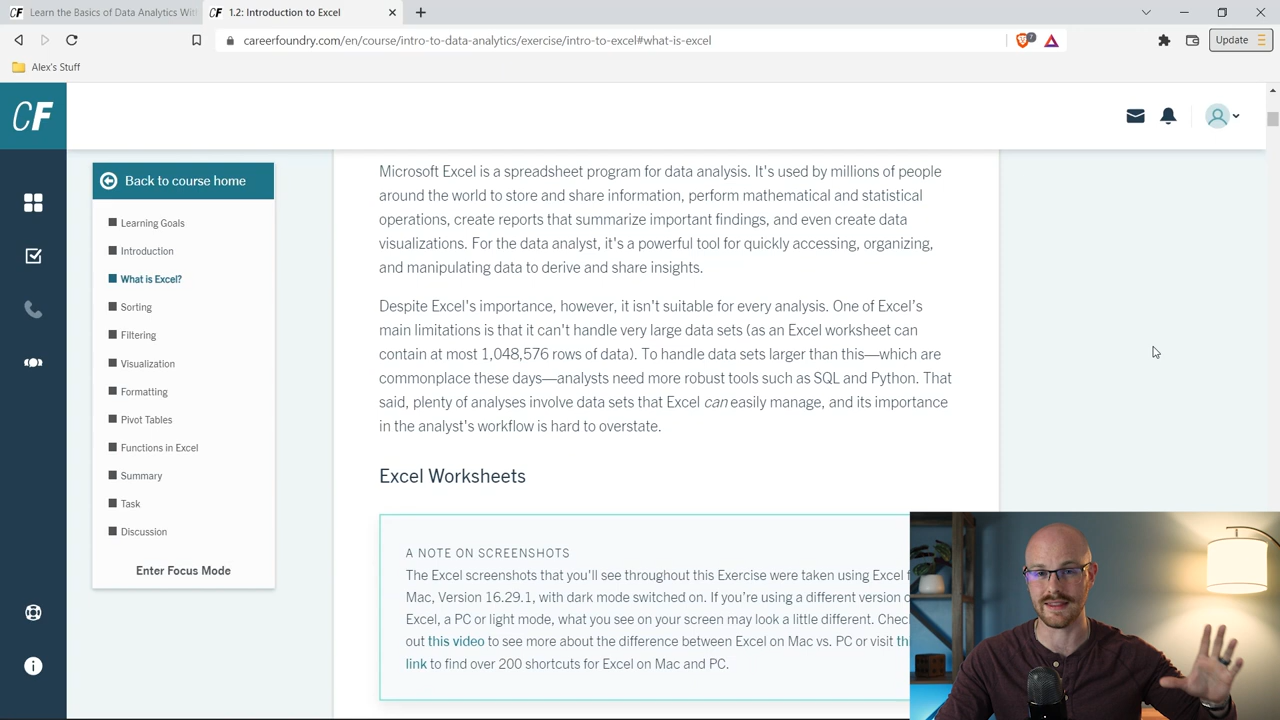 CF Learn the Basics of Data Analytics Wit
CF 1.2: Introduction to Excel
careerfoundry.com/en/course/intro-to-data-analytics/exercise/intro-to-excel#what-is-excel
7
Update
Alex's Stuff
CF
Back to course home
Learning Goals
Introduction
What is Excel?
Sorting
Filtering
Visualization
Formatting
Pivot Tables
Functions in Excel
Summary
Task
Discussion
Enter Focus Mode
Microsoft Excel is a spreadsheet program for data analysis. It's used by millions of people
around the world to store and share information, perform mathematical and statistical
operations, create reports that summarize important findings, and even create data
visualizations. For the data analyst, it's a powerful tool for quickly accessing, organizing,
and manipulating data to derive and share insights.
Despite Excel's importance, however, it isn't suitable for every analysis. One of Excel's
main limitations is that it can't handle very large data sets (as an Excel worksheet can
contain at most 1,048,576 rows of data). To handle data sets larger than this—which are
commonplace these days—analysts need more robust tools such as SQL and Python. That
said, plenty of analyses involve data sets that Excel can easily manage, and its importance
in the analyst's workflow is hard to overstate.
Excel Worksheets
A NOTE ON SCREENSHOTS
The Excel screenshots that you'll see throughout this Exercise were taken using Excel
Mac, Version 16.29.1, with dark mode switched on. If you're using a different version
Excel, a PC or light mode, what you see on your screen may look a little different. Chec
out this video to see more about the difference between Excel on Mac vs. PC or visit th
link to find over 200 shortcuts for Excel on Mac and PC.